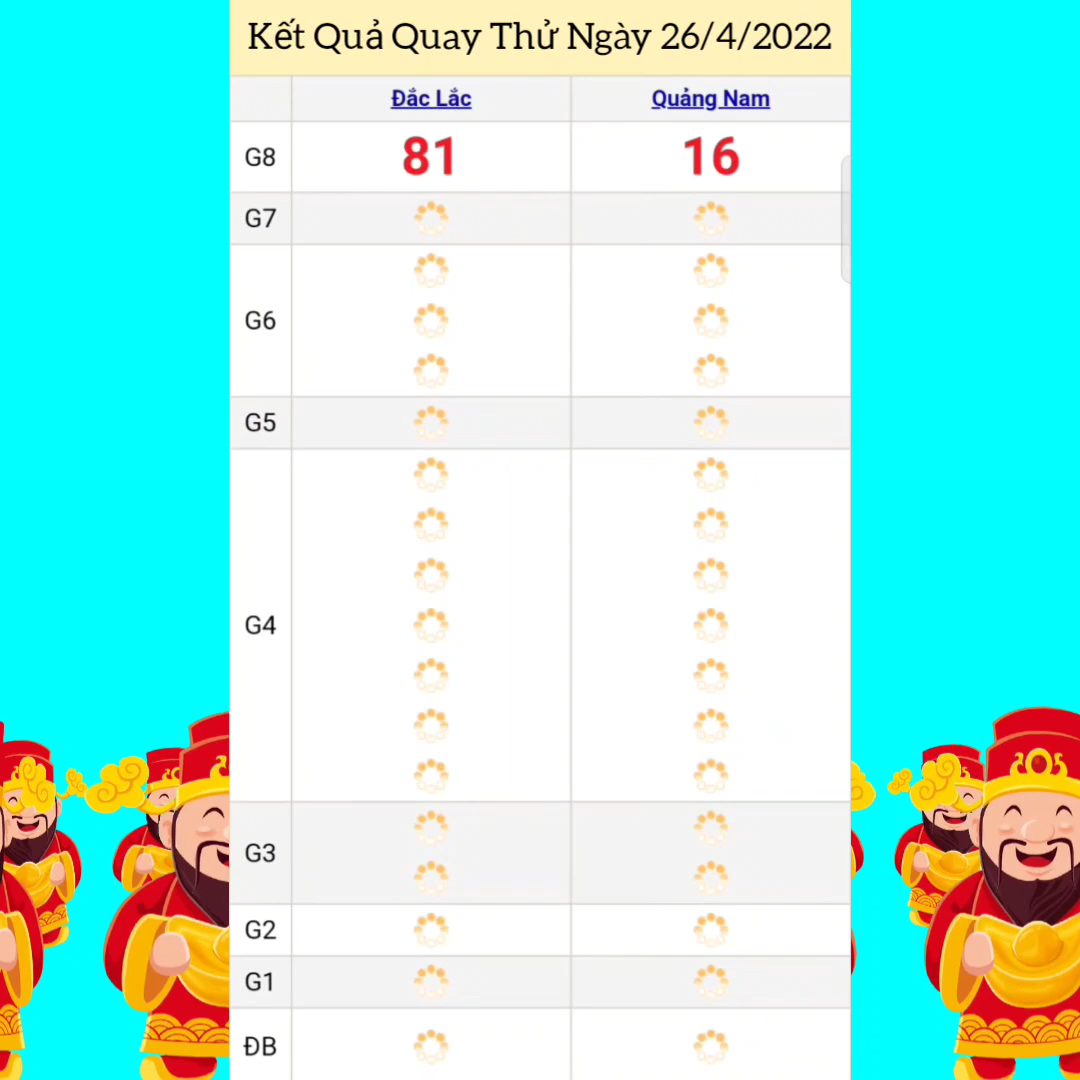 Kết Quả Quay Thử Ngày 26/4/2022
Đắc Lắc Quảng Nam
G8 81 16
G7
G6
G5
G4
G3
G2
G1
ĐB